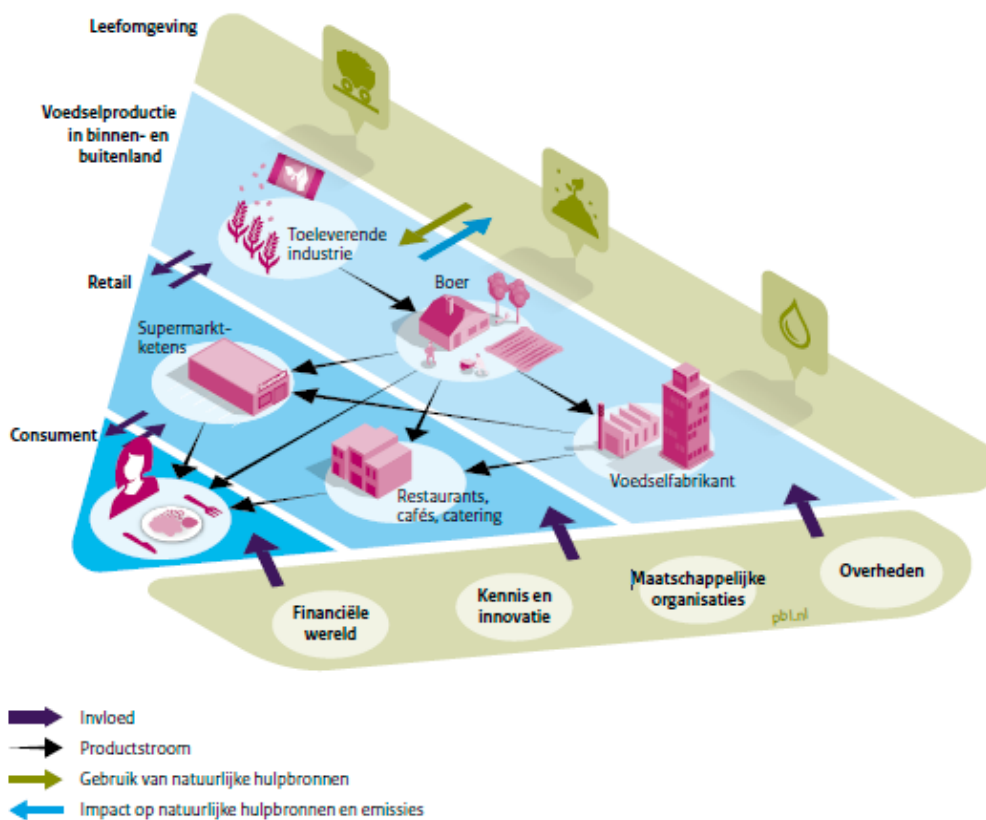 Leefomgeving
Voedselproductie
in binnen- en
buitenland
Toeleverende
industrie
Boer
Retail
Supermarkt-
ketens
Consument
Voedselfabrikant
Restaurants,
cafés, catering
Financiële
wereld
Kennis en
innovatie
Maatschappelijke
organisaties
Overheden
pbl.nl
Invloed
Productstroom
Gebruik van natuurlijke hulpbronnen
Impact op natuurlijke hulpbronnen en emissies